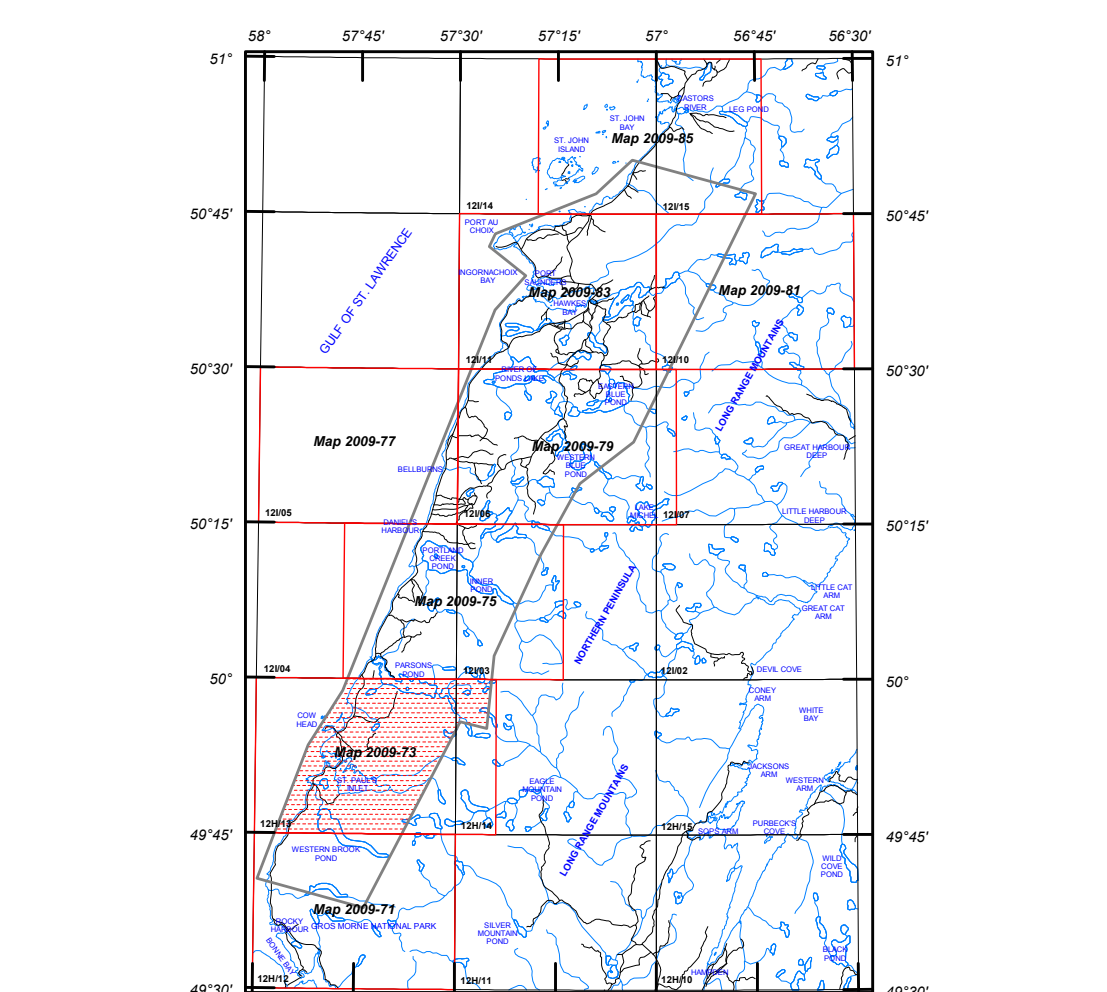 58°
57°45'
57°30'
57°15'
57°
56°45'
56°30'
51°
51°
PASTORS
RIVER
LEG POND
ST. JOHN
BAY
Map 2009-85
ST. JOHN
ISLAND
12I/14
12I/15
50°45'
50°45'
PORT AU
CHOIX
GULF OF ST. LAWRENCE
INGORNACHOIX
BAY
PORT
SAUNDERS
Map 2009-83
Map 2009-81
HAWKES
BAY
LONG RANGE MOUNTAINS
12I/11
12I/10
50°30'
50°30'
RIVER OF
PONDS LAKE
EASTERN
BLUE
POND
Map 2009-77
Map 2009-79
GREAT HARBOUR
DEEP
WESTERN
BLUE
POND
BELLBURNS
12I/05
12I/06
LAKE
MICHEL
12I/07
LITTLE HARBOUR
DEEP
50°15'
50°15'
DANIEL'S
HARBOUR
PORTLAND
CREEK
POND
INNER
POND
NORTHERN PENINSULA
LITTLE CAT
ARM
Map 2009-75
GREAT CAT
ARM
12I/04
PARSONS
POND
12I/03
12I/02
DEVIL COVE
50°
50°
CONEY
ARM
COW
HEAD
WHITE
BAY
Map 2009-73
JACKSONS
ARM
ST. PAUL'S
INLET
EAGLE
MOUNTAIN
POND
WESTERN
ARM
LONG RANGE MOUNTAINS
12H/13
12H/14
12H/15
SOPS ARM
PURBECK'S
COVE
49°45'
49°45'
WESTERN BROOK
POND
WILD
COVE
POND
Map 2009-71
ROCKY
HARBOUR
GROS MORNE NATIONAL PARK
SILVER
MOUNTAIN
POND
BONNE BAY
BLACK
POND
HAMPDEN
12H/12
12H/11
12H/10
49°30'
49°30'